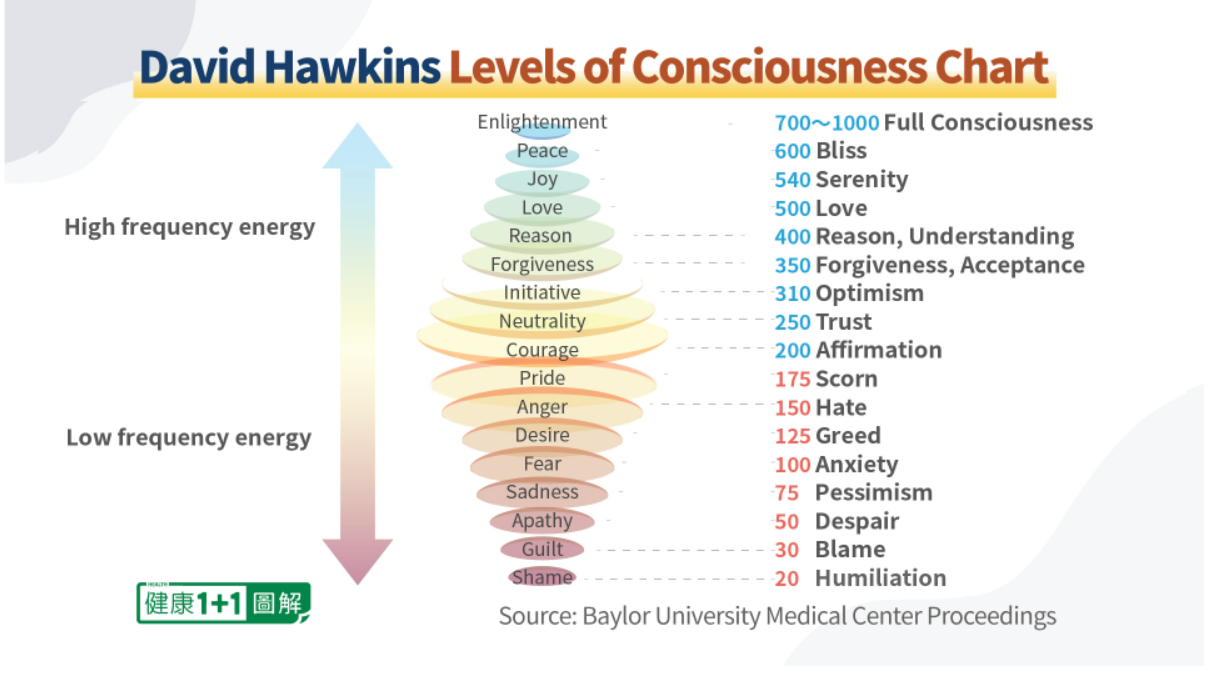 David Hawkins Levels of Consciousness Chart
Enlightenment 700～1000 Full Consciousness
Peace 600 Bliss
Joy 540 Serenity
Love 500 Love
High frequency energy
Reason 400 Reason, Understanding
Forgiveness 350 Forgiveness, Acceptance
Initiative 310 Optimism
Neutrality 250 Trust
Courage 200 Affirmation
Pride 175 Scorn
Anger 150 Hate
Low frequency energy
Desire 125 Greed
Fear 100 Anxiety
Sadness 75 Pessimism
Apathy 50 Despair
Guilt 30 Blame
Shame 20 Humiliation
HEALTH
健康1+1圖解
Source: Baylor University Medical Center Proceedings